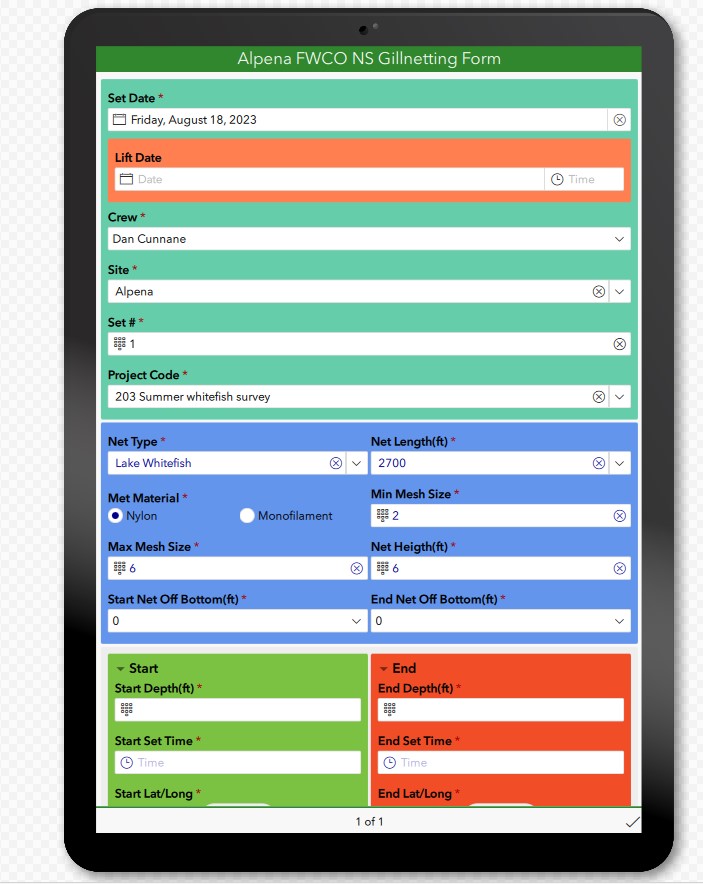 Alpena FWCO NS Gillnetting Form
Set Date *
Friday, August 18, 2023
Lift Date
Date Time
Crew *
Dan Cunnane
Site *
Alpena
Set # *
1
Project Code *
203 Summer whitefish survey
Net Type * Net Length(ft) *
Lake Whitefish 2700
Met Material * Min Mesh Size *
Nylon Monofilament 2
Max Mesh Size * Net Heigth(ft) *
6 6
Start Net Off Bottom(ft) * End Net Off Bottom(ft) *
0 0
Start End
Start Depth(ft) * End Depth(ft) *
Start Set Time * End Set Time *
Time Time
Start Lat/Long * End Lat/Long *
1 of 1